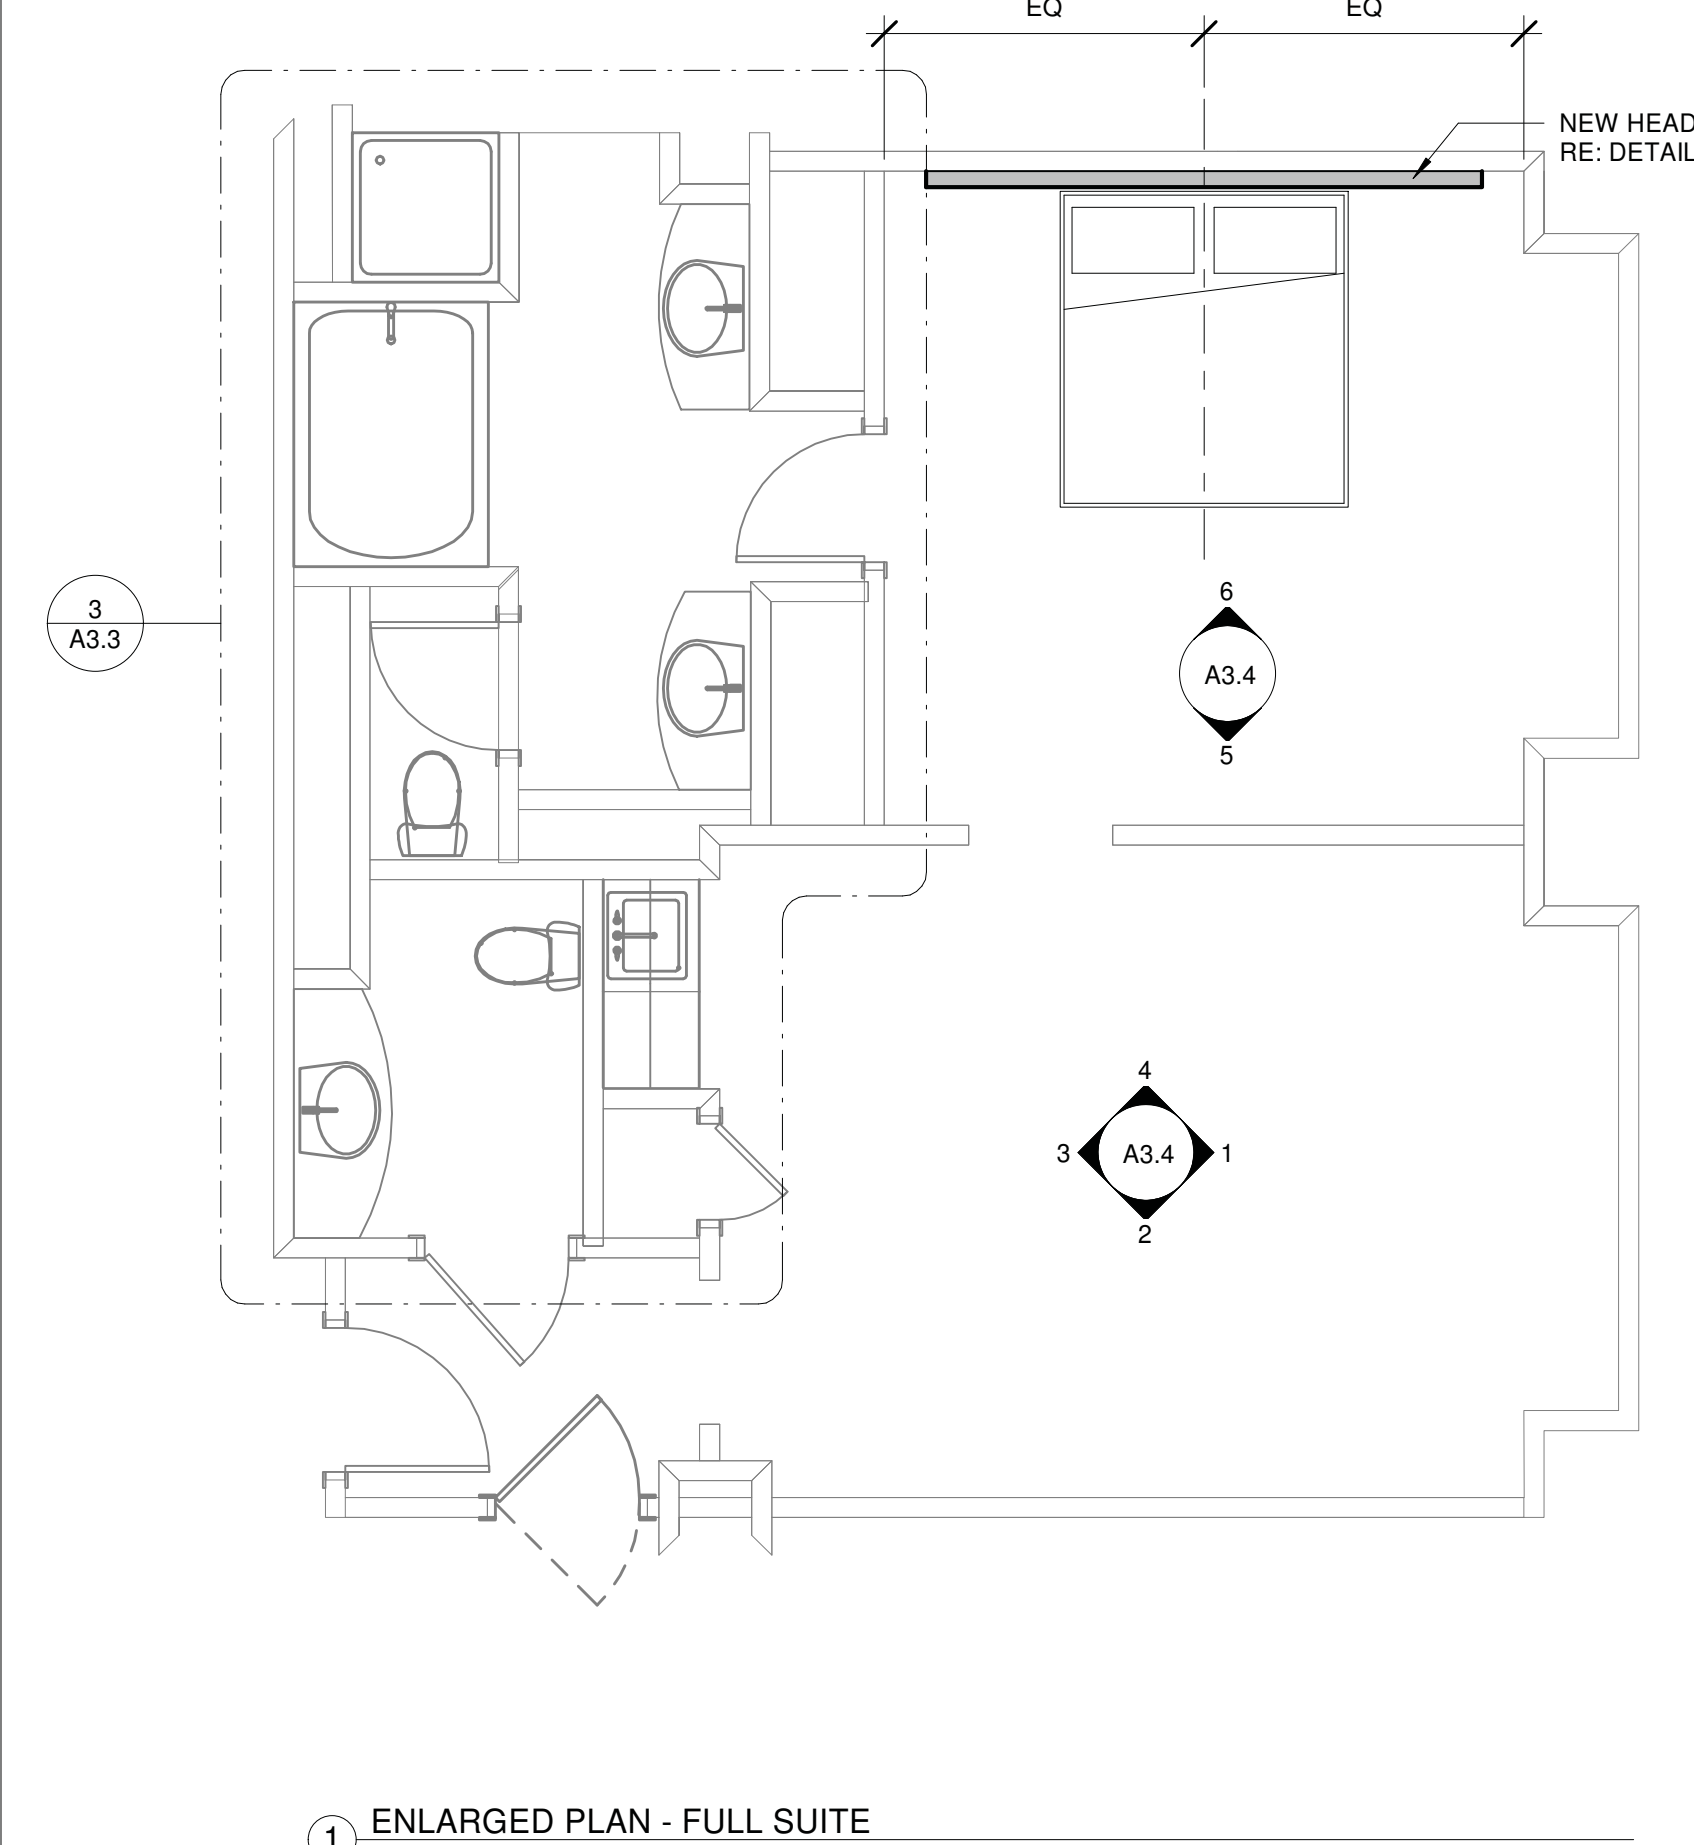 EQ
EQ
NEW HEAD
RE: DETAIL
3
A3.3
6
A3.4
5
4
3
A3.4
1
2
1
ENLARGED PLAN - FULL SUITE